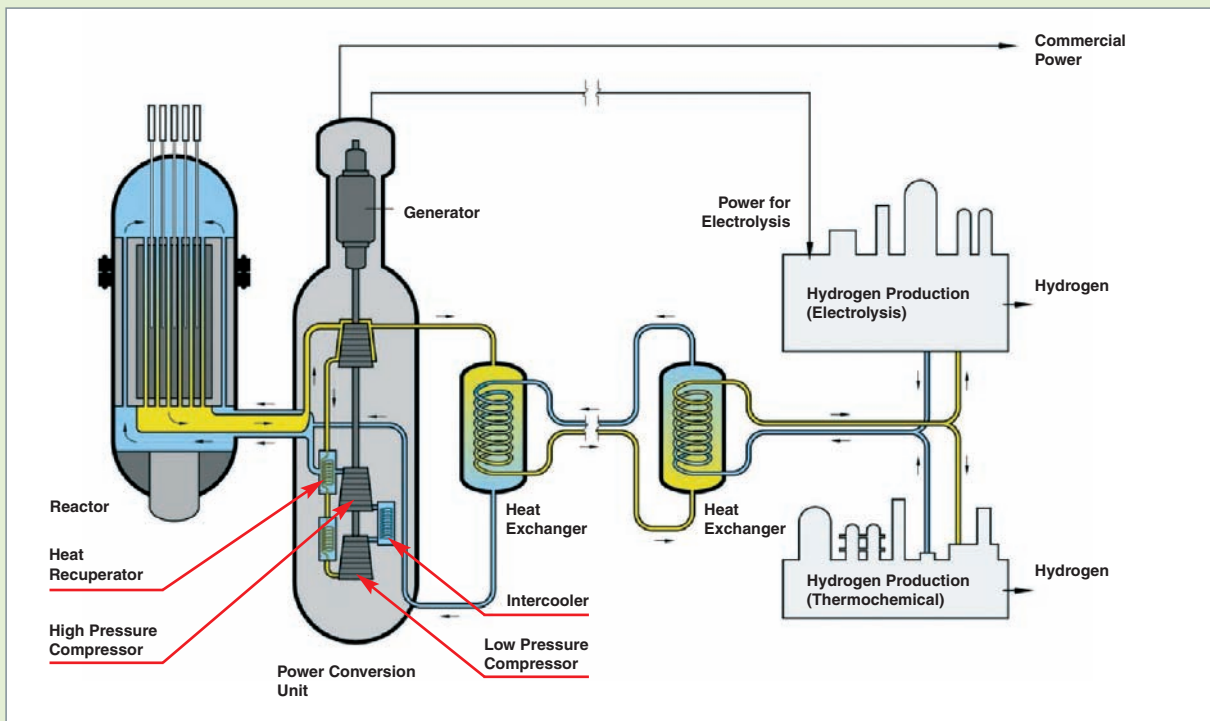 Commercial
Power
Generator
Power for
Electrolysis
Hydrogen Production
(Electrolysis)
Hydrogen
Reactor
Heat
Exchanger
Heat
Exchanger
Heat
Recuperator
Intercooler
Hydrogen Production
(Thermochemical)
Hydrogen
High Pressure
Compressor
Low Pressure
Compressor
Power Conversion
Unit